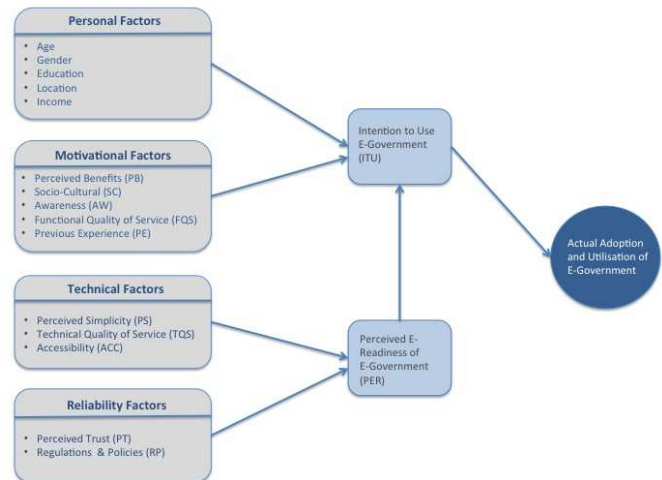 Personal Factors
• Age
• Gender
• Education
• Location
• Income
Motivational Factors
• Perceived Benefits (PB)
• Socio-Cultural (SC)
• Awareness (AW)
• Functional Quality of Service (FQS)
• Previous Experience (PE)
Technical Factors
• Perceived Simplicity (PS)
• Technical Quality of Service (TQS)
• Accessibility (ACC)
Reliability Factors
• Perceived Trust (PT)
• Regulations & Policies (RP)
Intention to Use
E-Government
(ITU)
Perceived E-
Readiness of
E-Government
(PER)
Actual Adoption
and Utilisation of
E-Government